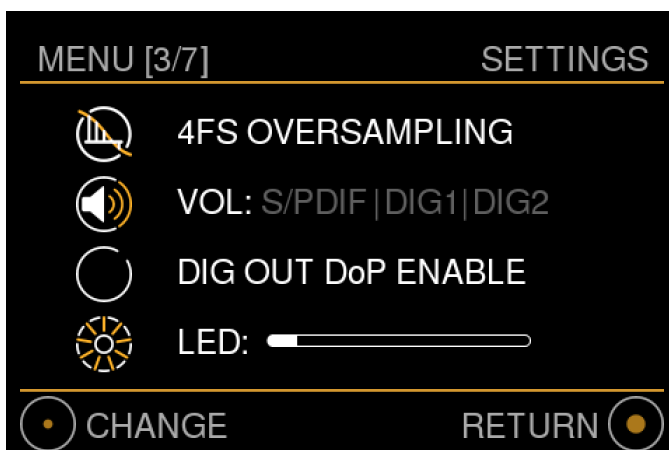 MENU [3/7] SETTINGS
4FS OVERSAMPLING
VOL: S/PDIF|DIG1|DIG2
DIG OUT DoP ENABLE
LED:
CHANGE RETURN